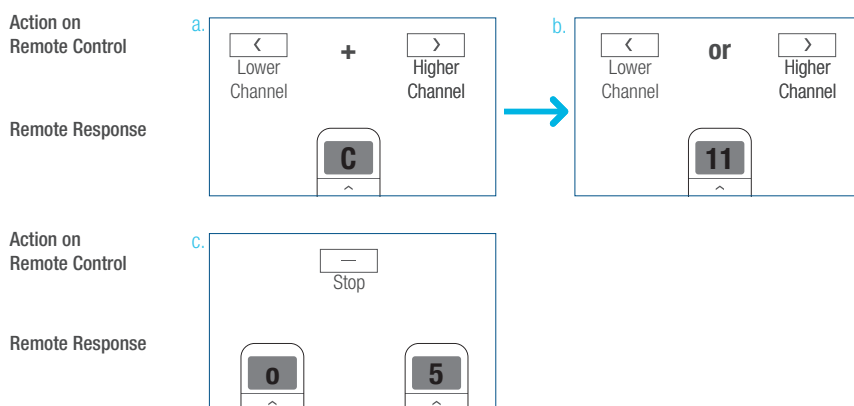 Action on
Remote Control
a.
<
+
>
Lower
Channel
Higher
Channel
Remote Response
C
b.
<
or
>
Lower
Channel
Higher
Channel
11
Action on
Remote Control
c.
—
Stop
Remote Response
o
5